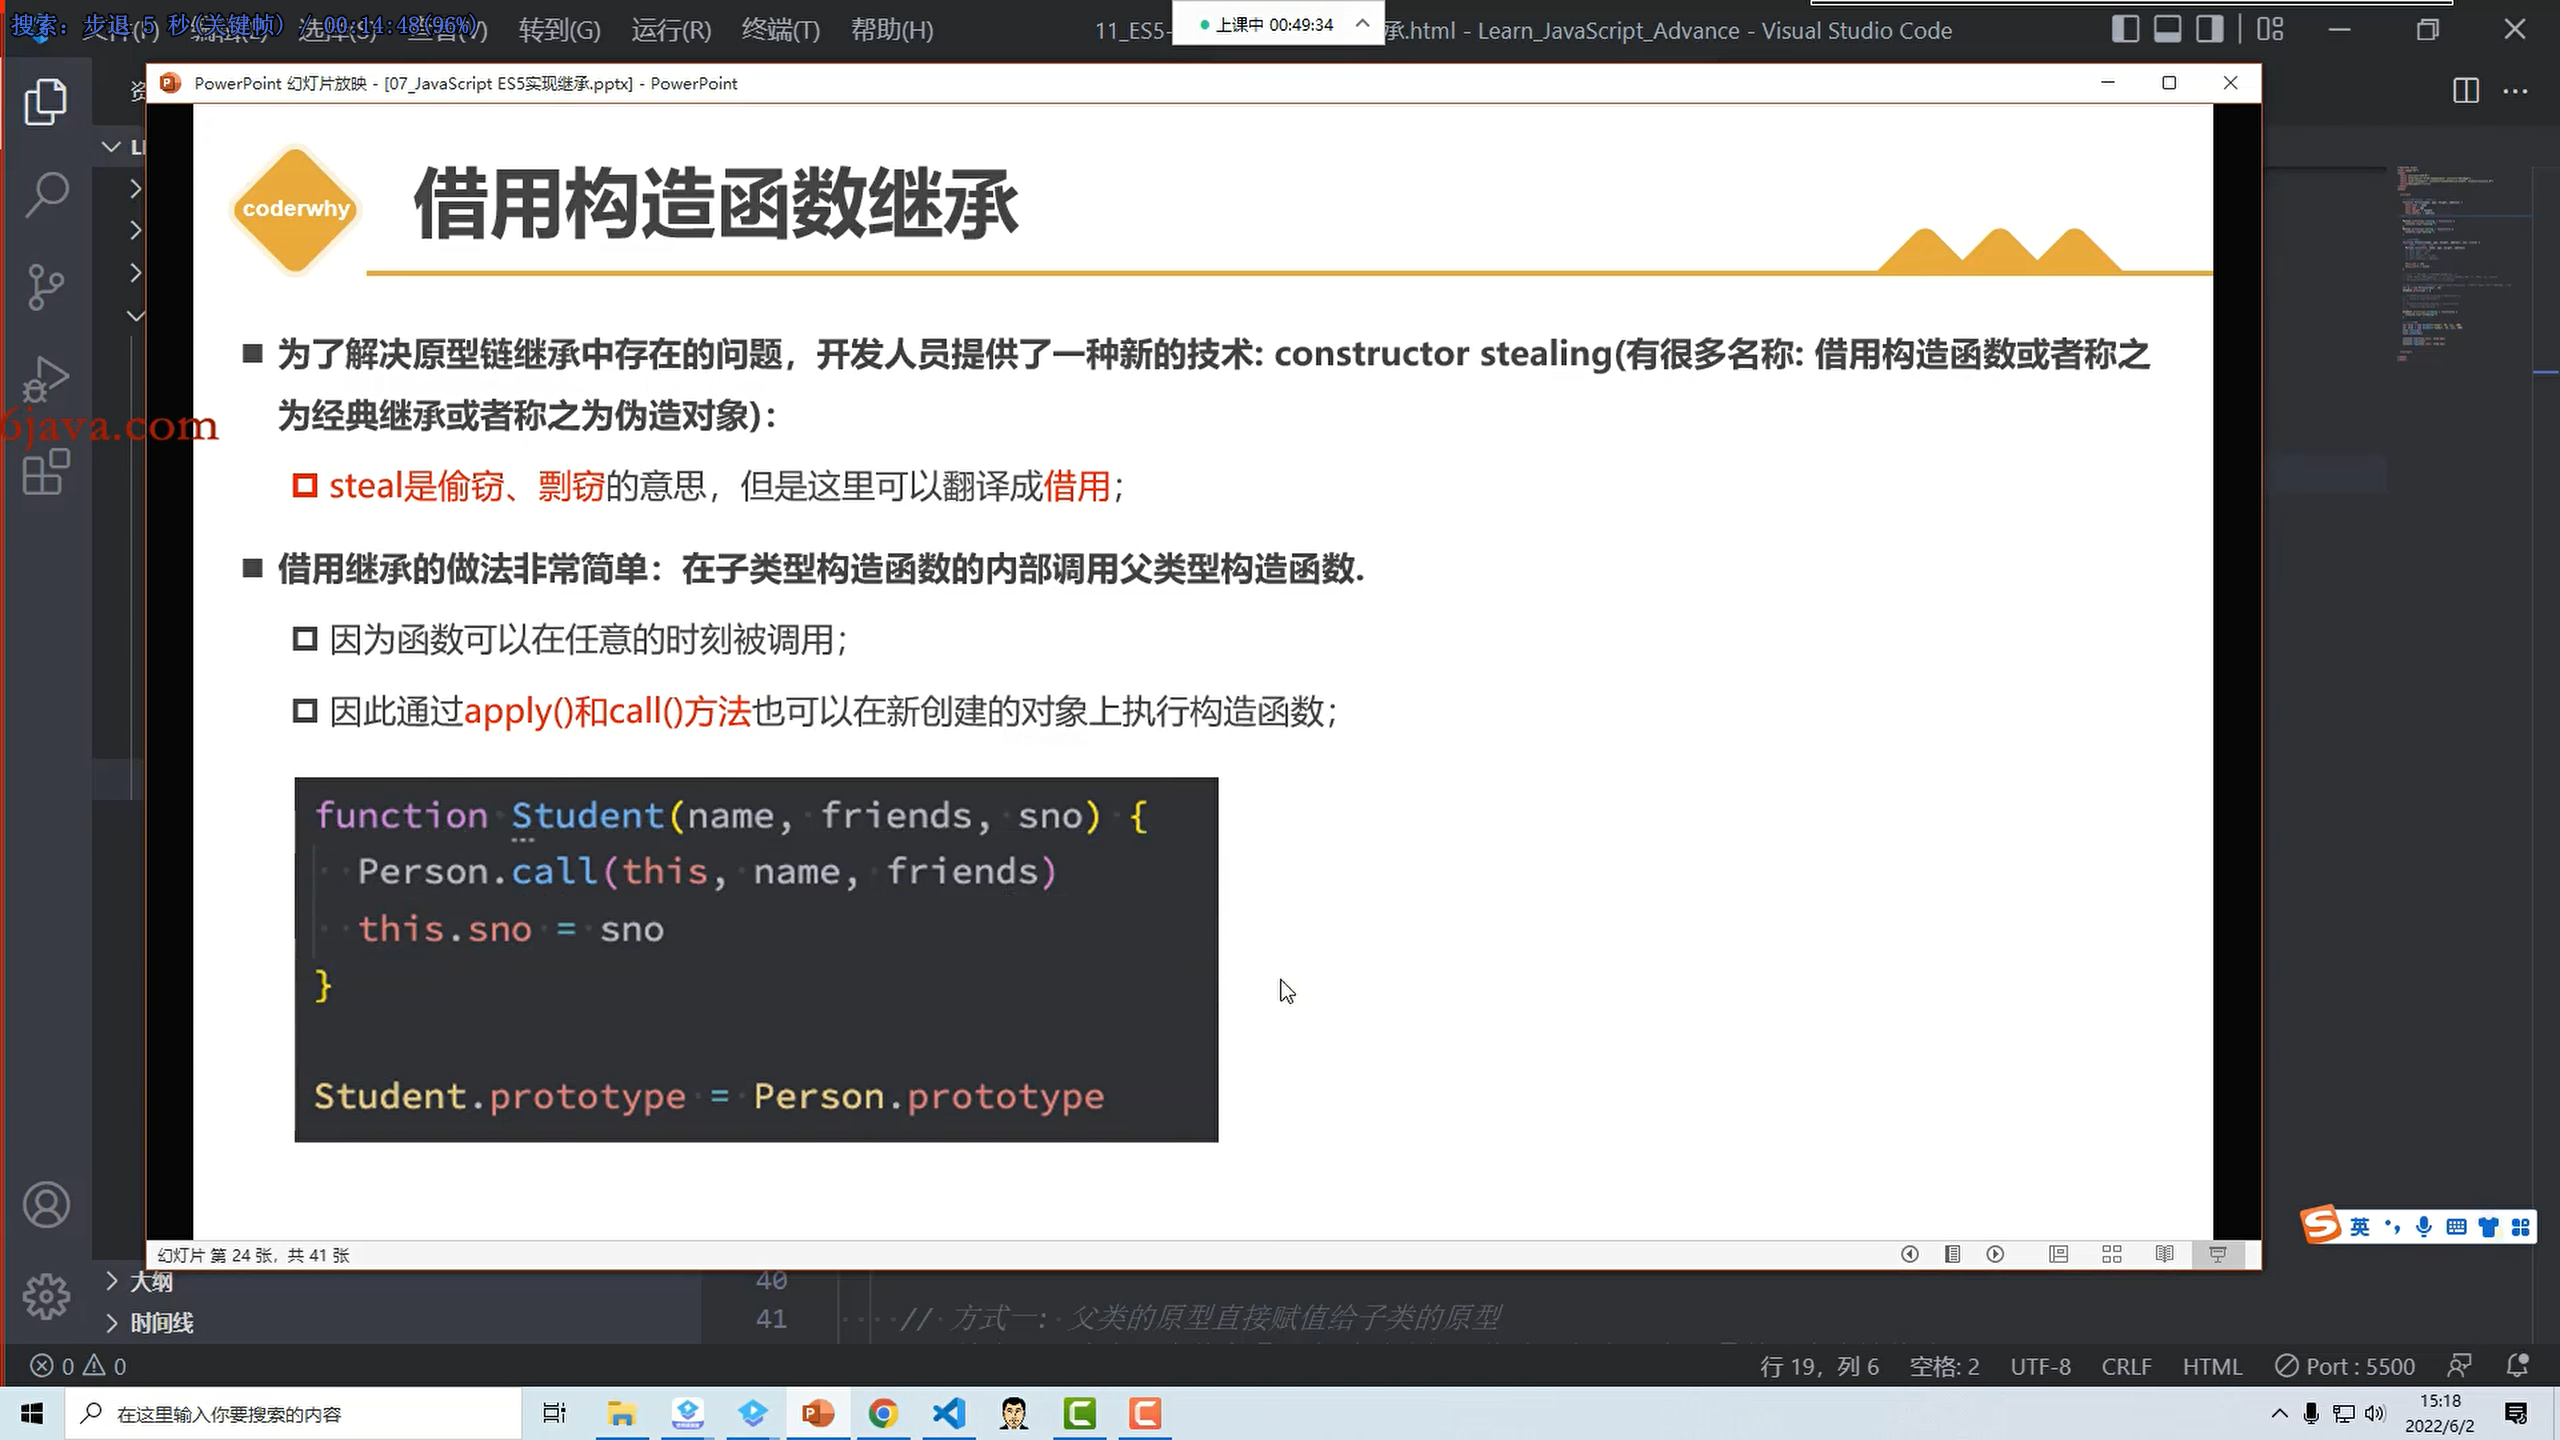 搜索: 步退 5 秒(关键帧) / 00:14:48(96%)
文件(F) 编辑(E) 选择(S) 查看(V) 转到(G) 运行(R) 终端(T) 帮助(H)
11_ES5-
上课中 00:49:34
承.html - Learn_JavaScript_Advance - Visual Studio Code
PowerPoint 幻灯片放映 - [07_JavaScript ES5实现继承.pptx] - PowerPoint
coderwhy
借用构造函数继承
为了解决原型链继承中存在的问题，开发人员提供了一种新的技术: constructor stealing(有很多名称: 借用构造函数或者称之
为经典继承或者称之为伪造对象)：
6java.com
steal是偷窃、剽窃的意思，但是这里可以翻译成借用；
借用继承的做法非常简单：在子类型构造函数的内部调用父类型构造函数.
因为函数可以在任意的时刻被调用；
因此通过apply()和call()方法也可以在新创建的对象上执行构造函数；
function Student(name, friends, sno) {
Person.call(this, name, friends)
this.sno = sno
}
Student.prototype = Person.prototype
英
幻灯片 第 24 张，共 41 张
大纲
40
时间线
41 // 方式一: 父类的原型直接赋值给子类的原型
0 0
行 19，列 6 空格: 2 UTF-8 CRLF HTML Port : 5500
在这里输入你要搜索的内容
15:18
2022/6/2